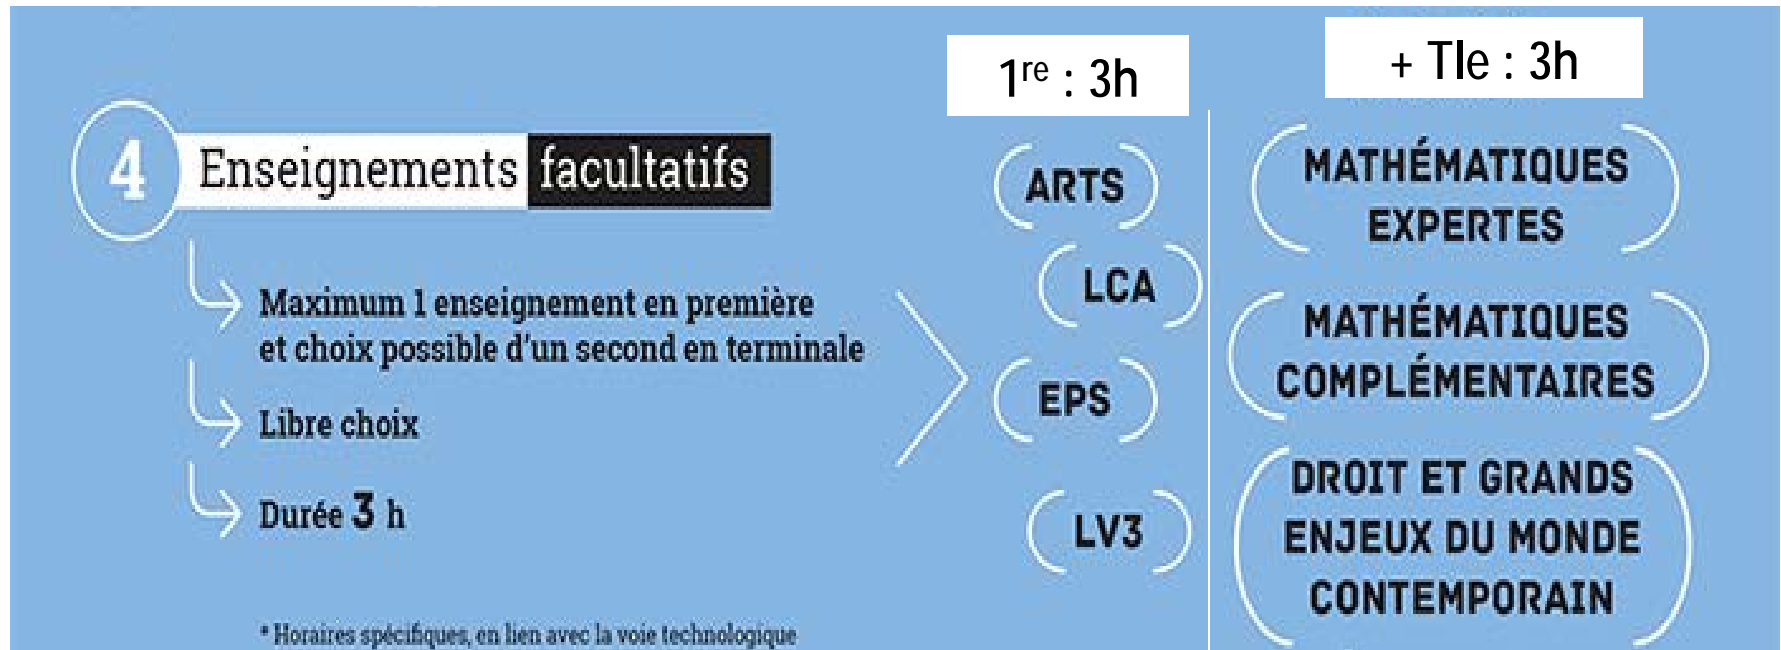 4 Enseignements facultatifs
Maximum 1 enseignement en première
et choix possible d'un second en terminale
Libre choix
Durée 3 h
* Horaires spécifiques, en lien avec la voie technologique
1re : 3h
ARTS
LCA
EPS
LV3
+ Tle : 3h
MATHÉMATIQUES
EXPERTES
MATHÉMATIQUES
COMPLÉMENTAIRES
DROIT ET GRANDS
ENJEUX DU MONDE
CONTEMPORAIN